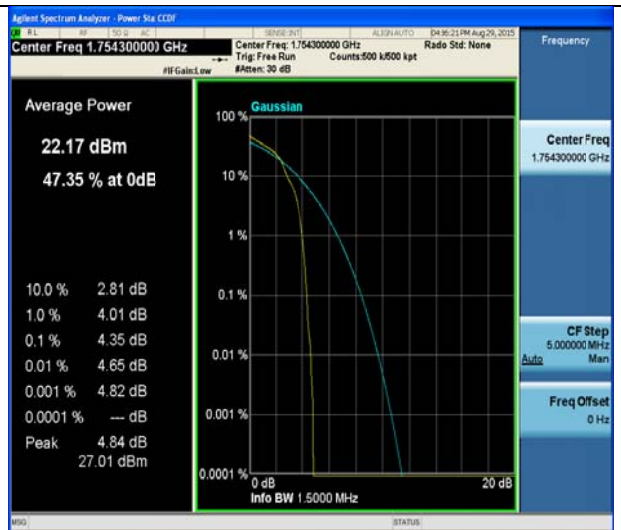 Agilent Spectrum Analyzer - Power Sta CCDF
RL RF 50 Ω AC SENSE:INT ALIGNAUTO 04:36:21 PM Aug 29, 2015
Center Freq 1.754300000 GHz
Center Freq: 1.754300000 GHz Radio Std: None
Trig: Free Run Counts:500 k/500 kpt
#IFGain:Low #Atten: 30 dB
Frequency
Average Power
22.17 dBm
47.35 % at 0dB
10.0 % 2.81 dB
1.0 % 4.01 dB
0.1 % 4.35 dB
0.01 % 4.65 dB
0.001 % 4.82 dB
0.0001 % --- dB
Peak 4.84 dB
27.01 dBm
Gaussian
100 %
10 %
1 %
0.1 %
0.01 %
0.001 %
0.0001 %
0 dB 20 dB
Info BW 1.5000 MHz
Center Freq
1.754300000 GHz
CF Step
5.000000 MHz
Auto Man
Freq Offset
0 Hz
MSG STATUS